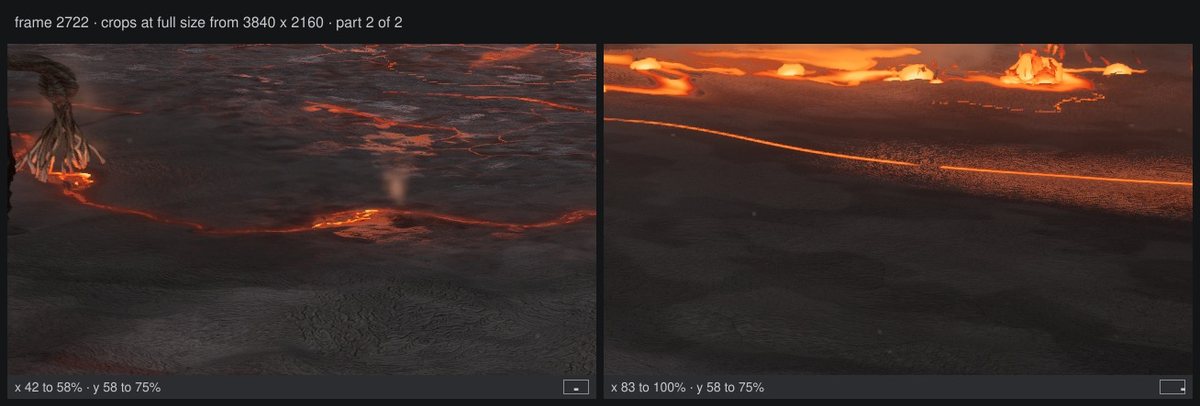 frame 2722 · crops at full size from 3840 x 2160 · part 2 of 2
x 42 to 58% · y 58 to 75%
x 83 to 100% · y 58 to 75%